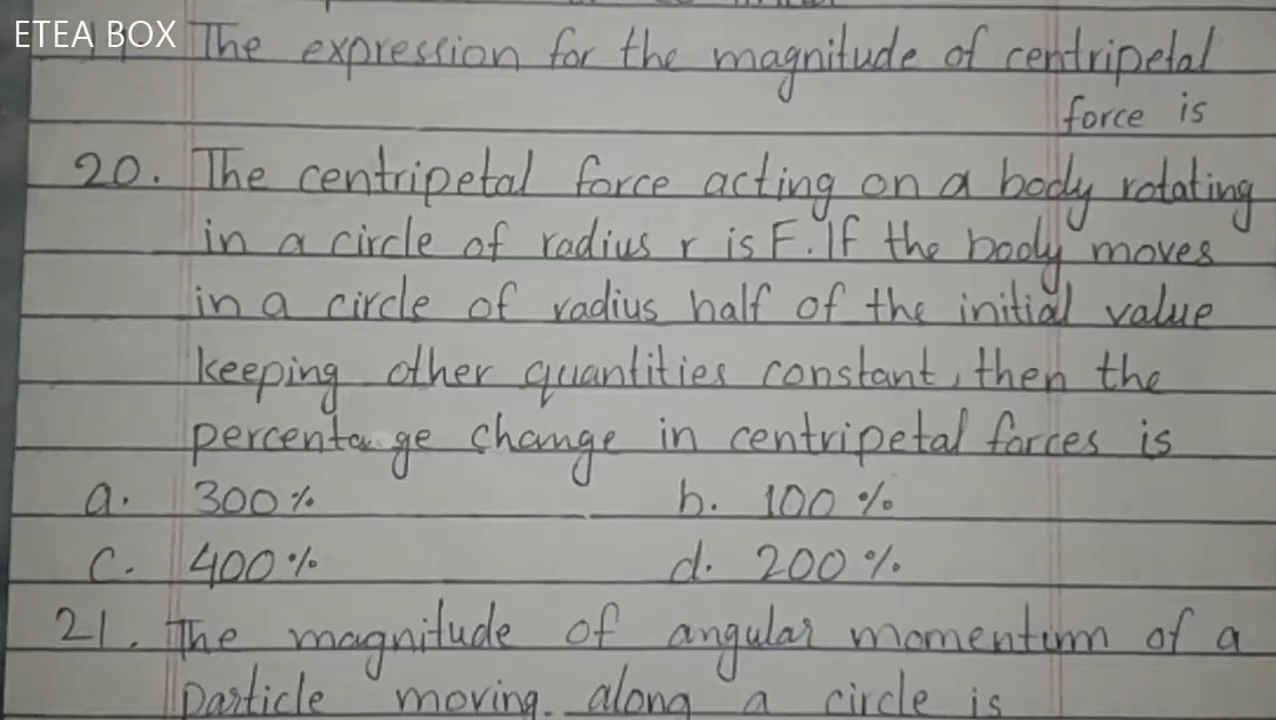 ETEA BOX
The expression for the magnitude of centripetal
force is
20. The centripetal force acting on a body rotating
in a circle of radius r is F. If the body moves
in a circle of radius half of the initial value
keeping other quantities constant, then the
percentage change in centripetal forces is
a. 300% b. 100%
c. 400% d. 200%
21. The magnitude of angular momentum of a
particle moving along a circle is